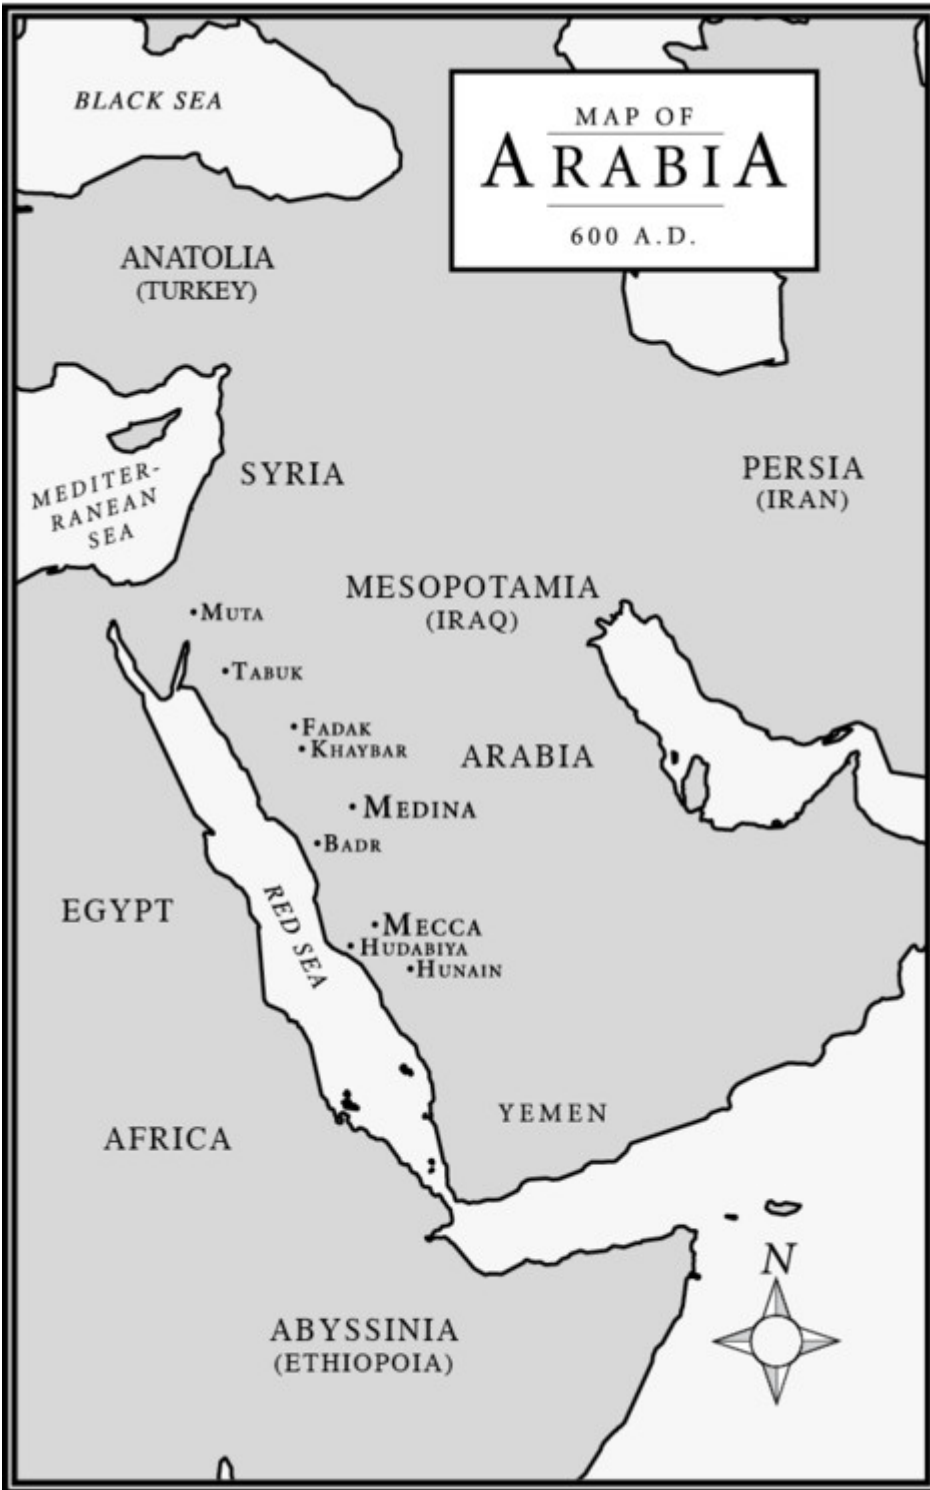 BLACK SEA
MAP OF
ARABIA
600 A.D.
ANATOLIA
(TURKEY)
MEDITER-
RANEAN
SEA
SYRIA
PERSIA
(IRAN)
MESOPOTAMIA
(IRAQ)
•MUTA
•TABUK
•FADAK
•KHAYBAR
ARABIA
•MEDINA
•BADR
EGYPT
RED SEA
•MECCA
•HUDABIYA
•HUNAIN
YEMEN
AFRICA
N
ABYSSINIA
(ETHIOPOIA)